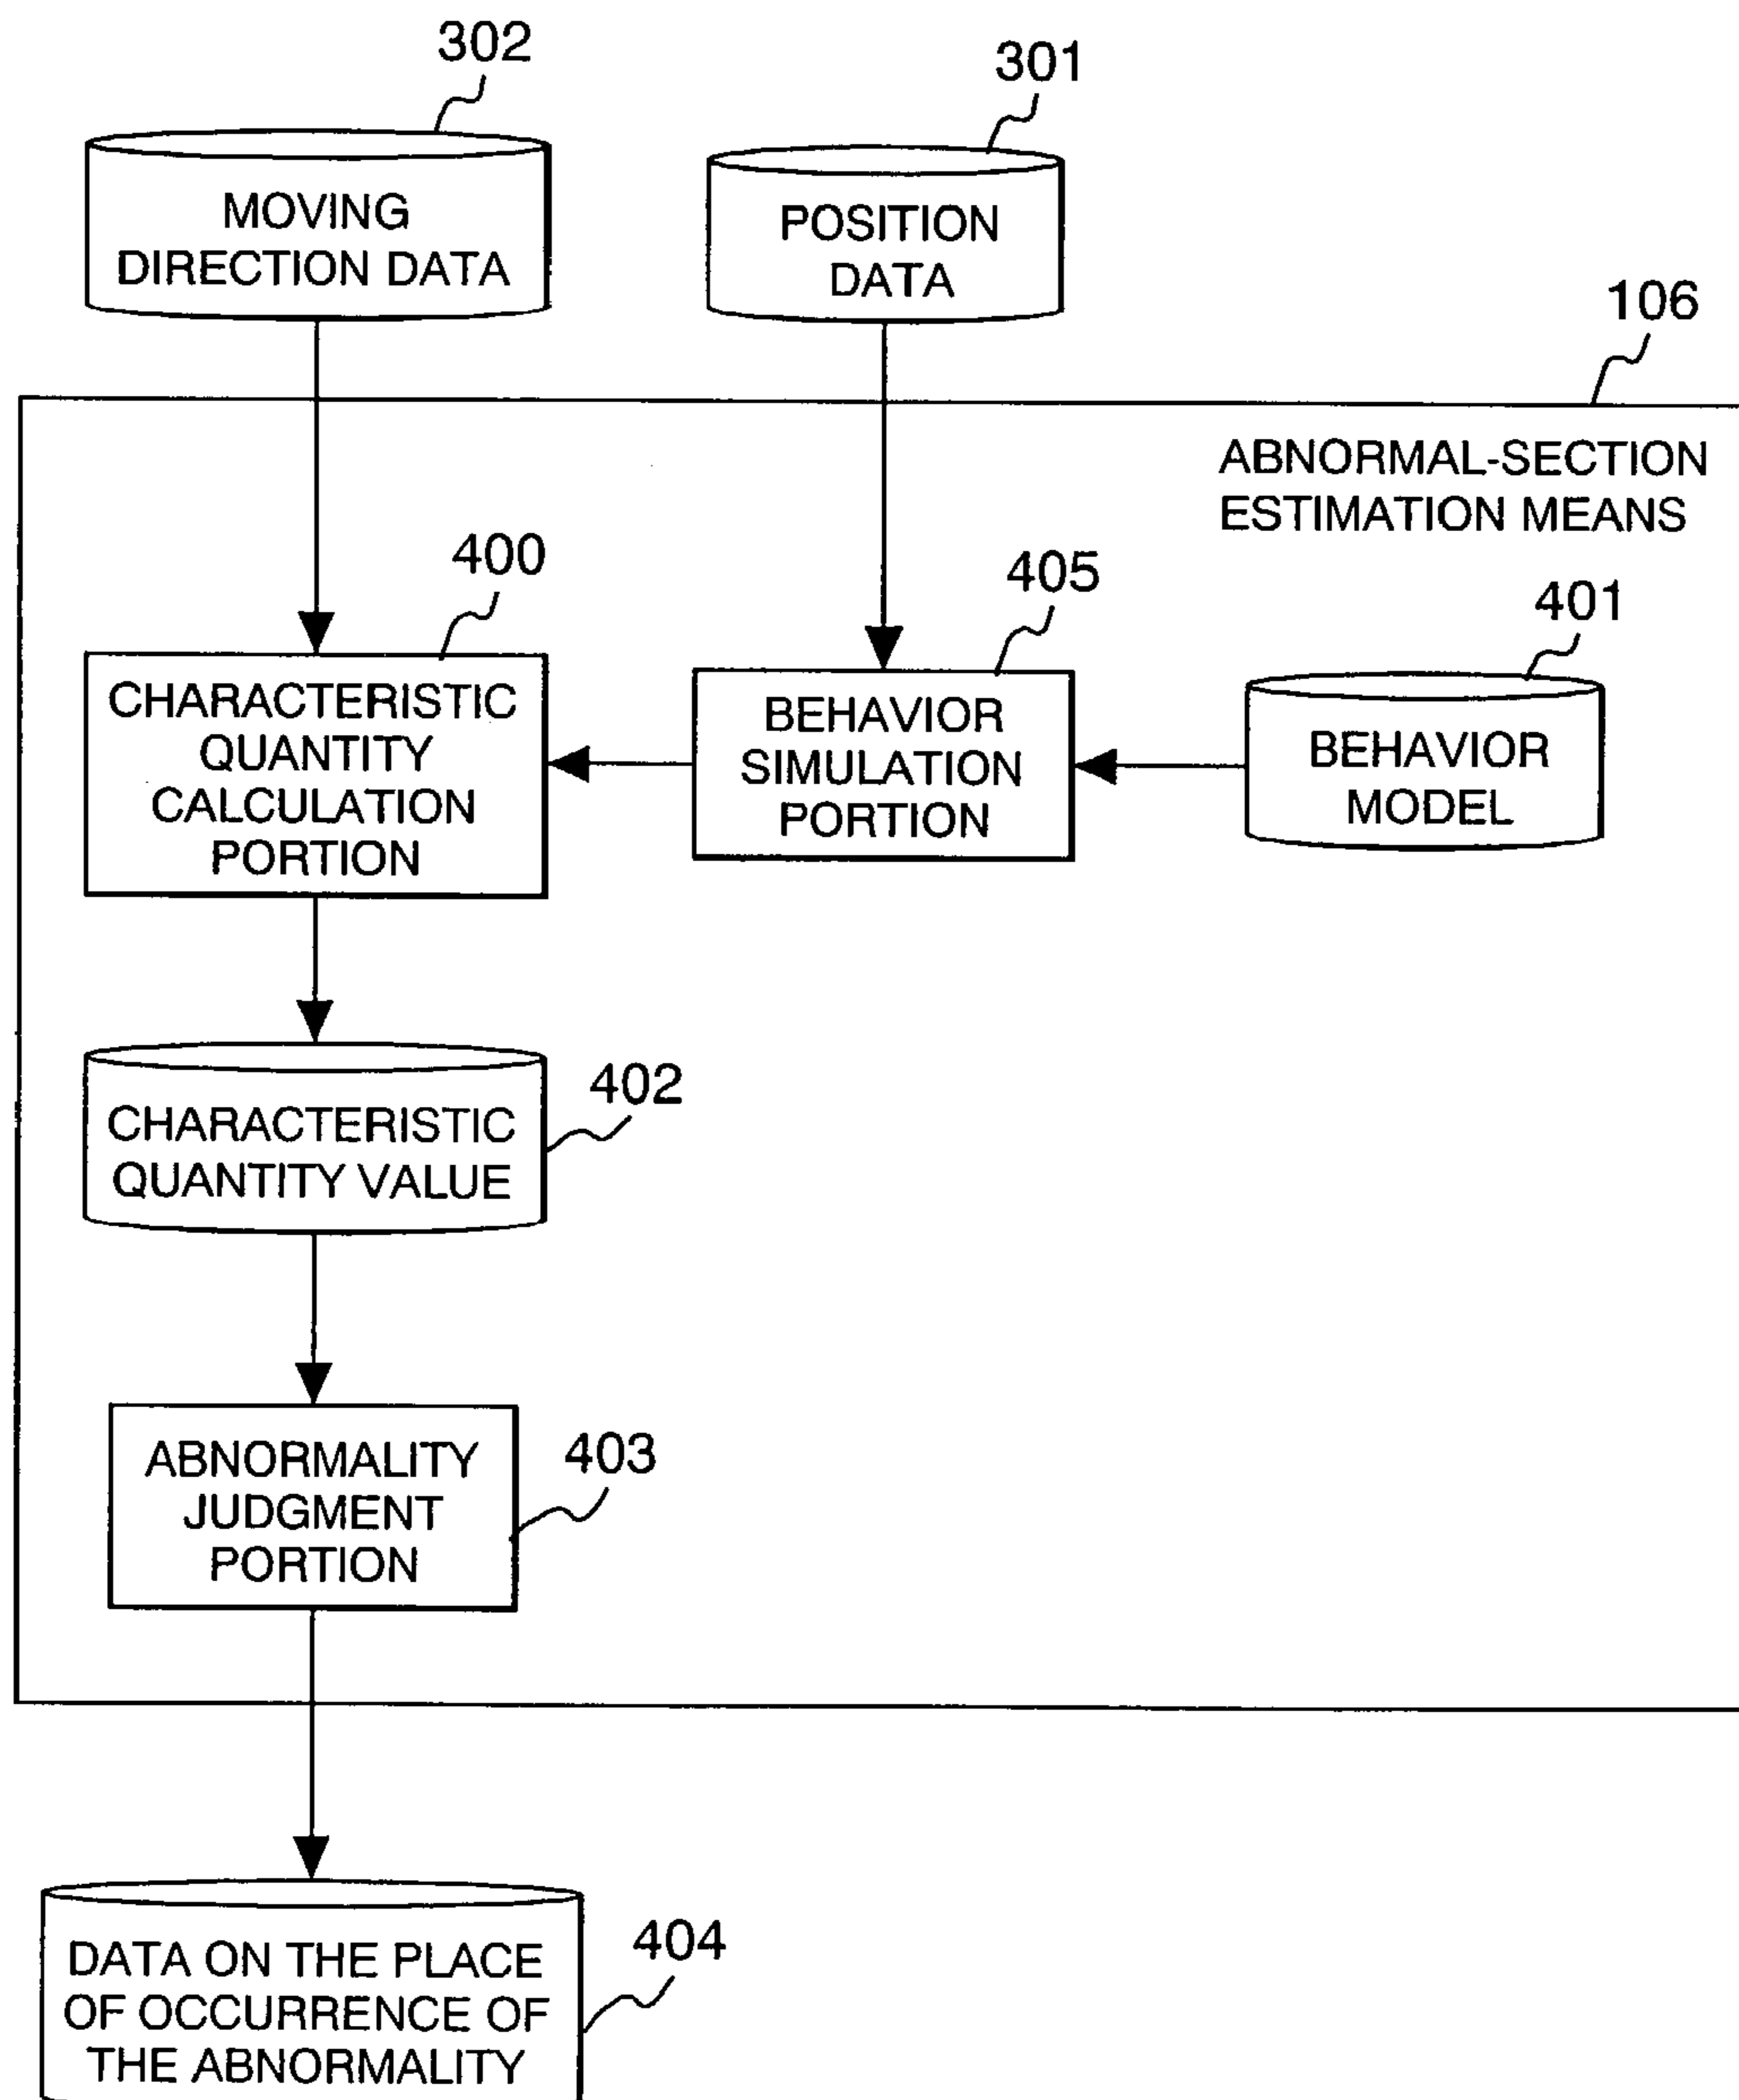 302
301
MOVING
DIRECTION DATA
POSITION
DATA
106
ABNORMAL-SECTION
ESTIMATION MEANS
400
405
401
CHARACTERISTIC
QUANTITY
CALCULATION
PORTION
BEHAVIOR
SIMULATION
PORTION
BEHAVIOR
MODEL
402
CHARACTERISTIC
QUANTITY VALUE
403
ABNORMALITY
JUDGMENT
PORTION
404
DATA ON THE PLACE
OF OCCURRENCE OF
THE ABNORMALITY